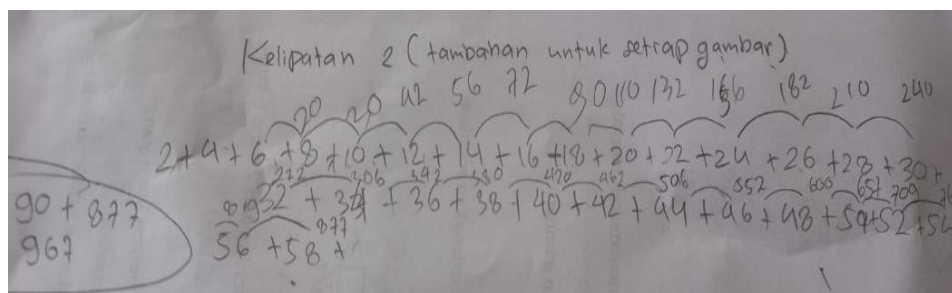 Kelipatan 2 (tambahan untuk setiap gambar)
20 20 42 56 72 90 110 132 156 182 210 240
2+4+6+8+10+12+14+16+18+20+22+24+26+28+30+
272 306 342 380 420 462 506 552 600 651 709
32+34+36+38+40+42+44+46+48+50+52+54
819 877
56+58+
90+877
967